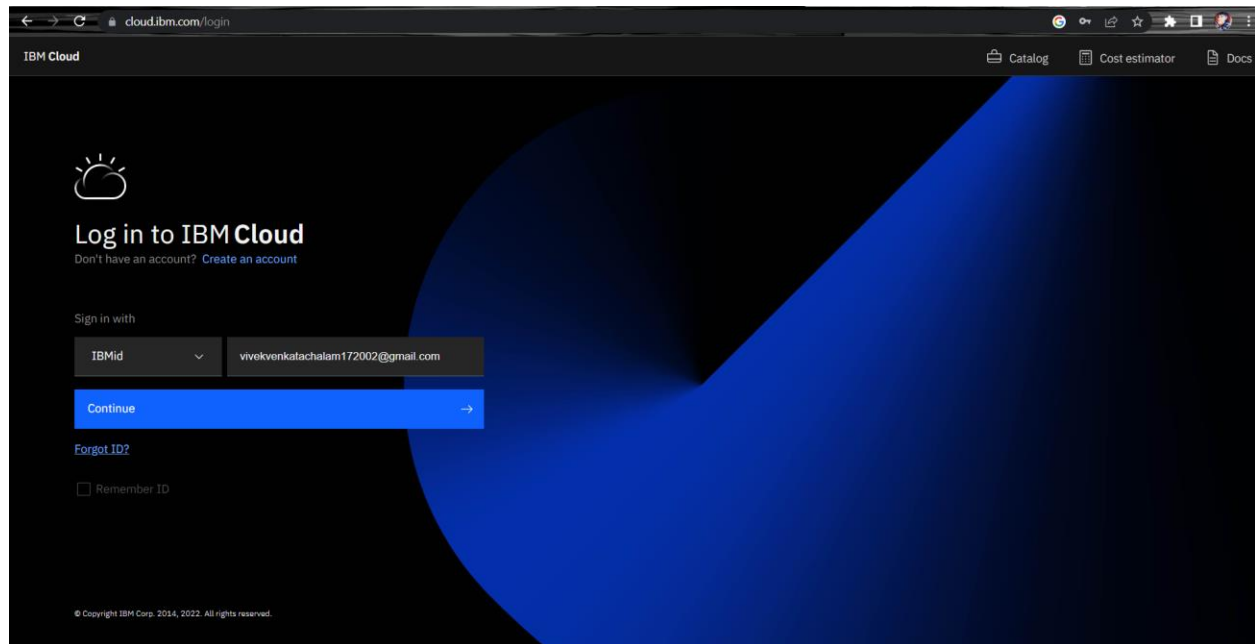 cloud.ibm.com/login
IBM Cloud
Catalog
Cost estimator
Docs
Log in to IBM Cloud
Don't have an account? Create an account
Sign in with
IBMid
vivekvenkatachalam172002@gmail.com
Continue
Forgot ID?
Remember ID
© Copyright IBM Corp. 2014, 2022. All rights reserved.